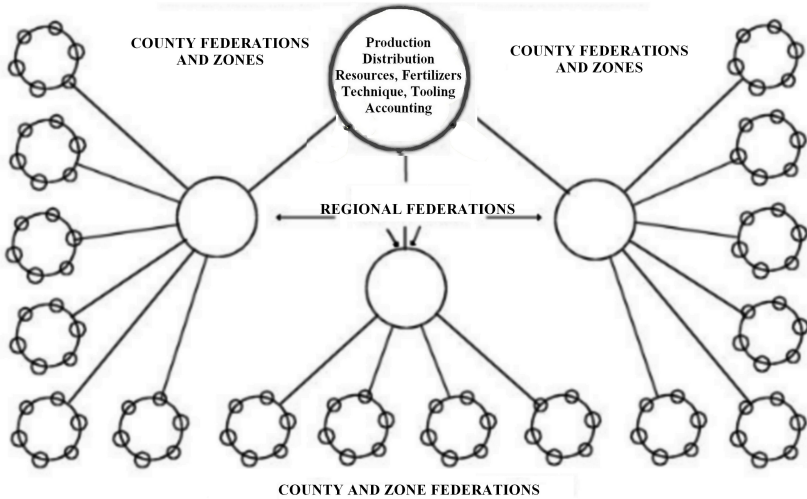 COUNTY FEDERATIONS
AND ZONES
Production
Distribution
Resources, Fertilizers
Technique, Tooling
Accounting
COUNTY FEDERATIONS
AND ZONES
REGIONAL FEDERATIONS
COUNTY AND ZONE FEDERATIONS